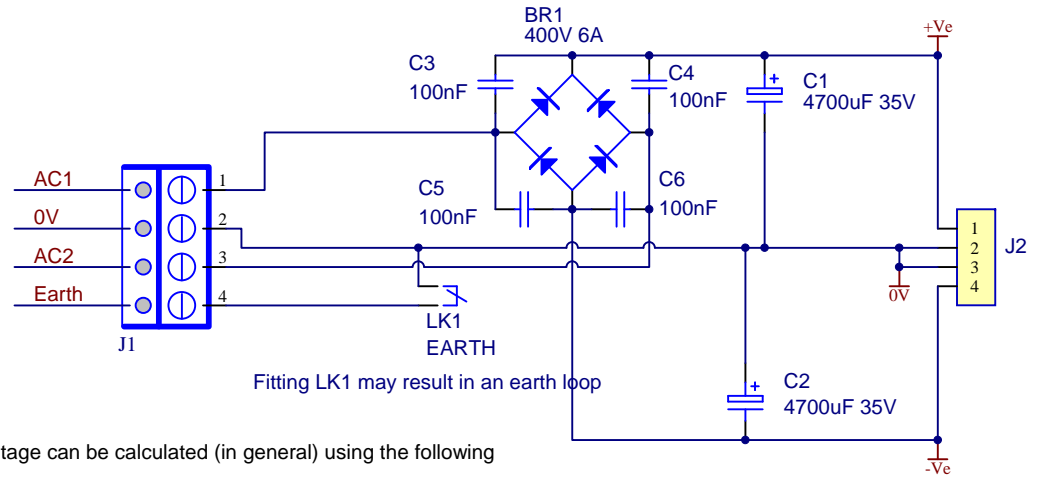 BR1
400V 6A
+Ve
C3
100nF
C4
100nF
+
C1
4700uF 35V
AC1
1
C5
100nF
C6
100nF
0V
2
AC2
3
Earth
4
J1
LK1
EARTH
1
2
3
4
J2
0V
Fitting LK1 may result in an earth loop
+
C2
4700uF 35V
tage can be calculated (in general) using the following
-Ve